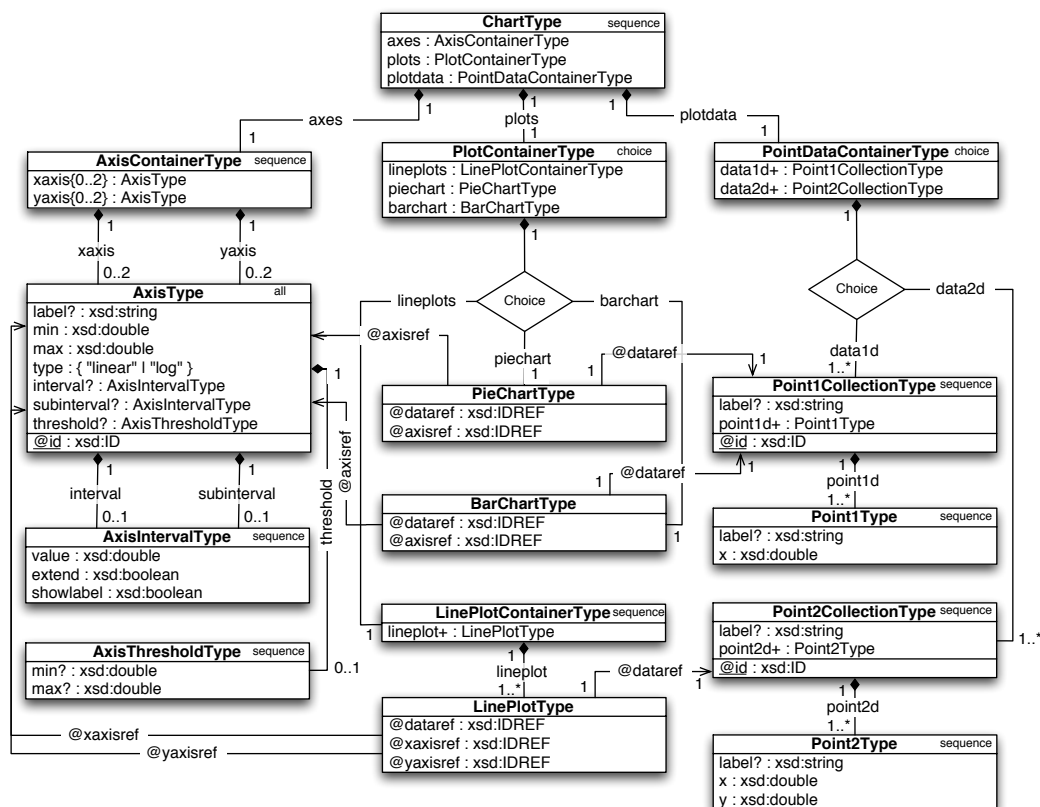 ChartType sequence
axes : AxisContainerType
plots : PlotContainerType
plotdata : PointDataContainerType
1 1 1
axes plots plotdata
1 1 1
AxisContainerType sequence
xaxis{0..2} : AxisType
yaxis{0..2} : AxisType
PlotContainerType choice
lineplots : LinePlotContainerType
piechart : PieChartType
barchart : BarChartType
PointDataContainerType choice
data1d+ : Point1CollectionType
data2d+ : Point2CollectionType
1 1 1 1
xaxis yaxis
0..2 0..2
lineplots Choice barchart
Choice data2d
AxisType all
label? : xsd:string
min : xsd:double
max : xsd:double
type : { "linear" | "log" }
interval? : AxisIntervalType
subinterval? : AxisIntervalType
threshold? : AxisThresholdType
@id : xsd:ID
@axisref
piechart
1 1
@dataref
1
data1d
1..*
1
PieChartType
@dataref : xsd:IDREF
@axisref : xsd:IDREF
Point1CollectionType sequence
label? : xsd:string
point1d+ : Point1Type
@id : xsd:ID
1 1
interval subinterval
0..1 0..1
threshold
@axisref
1
@dataref
1
1
point1d
1..*
BarChartType
@dataref : xsd:IDREF
@axisref : xsd:IDREF
1
Point1Type sequence
label? : xsd:string
x : xsd:double
AxisIntervalType sequence
value : xsd:double
extend : xsd:boolean
showlabel : xsd:boolean
LinePlotContainerType sequence
lineplot+ : LinePlotType
1
1
lineplot
1..*
Point2CollectionType sequence
label? : xsd:string
point2d+ : Point2Type
@id : xsd:ID
1..*
AxisThresholdType sequence
min? : xsd:double
max? : xsd:double
0..1
1
@dataref
1
1
point2d
1..*
LinePlotType
@dataref : xsd:IDREF
@xaxisref : xsd:IDREF
@yaxisref : xsd:IDREF
@xaxisref
@yaxisref
Point2Type sequence
label? : xsd:string
x : xsd:double
y : xsd:double